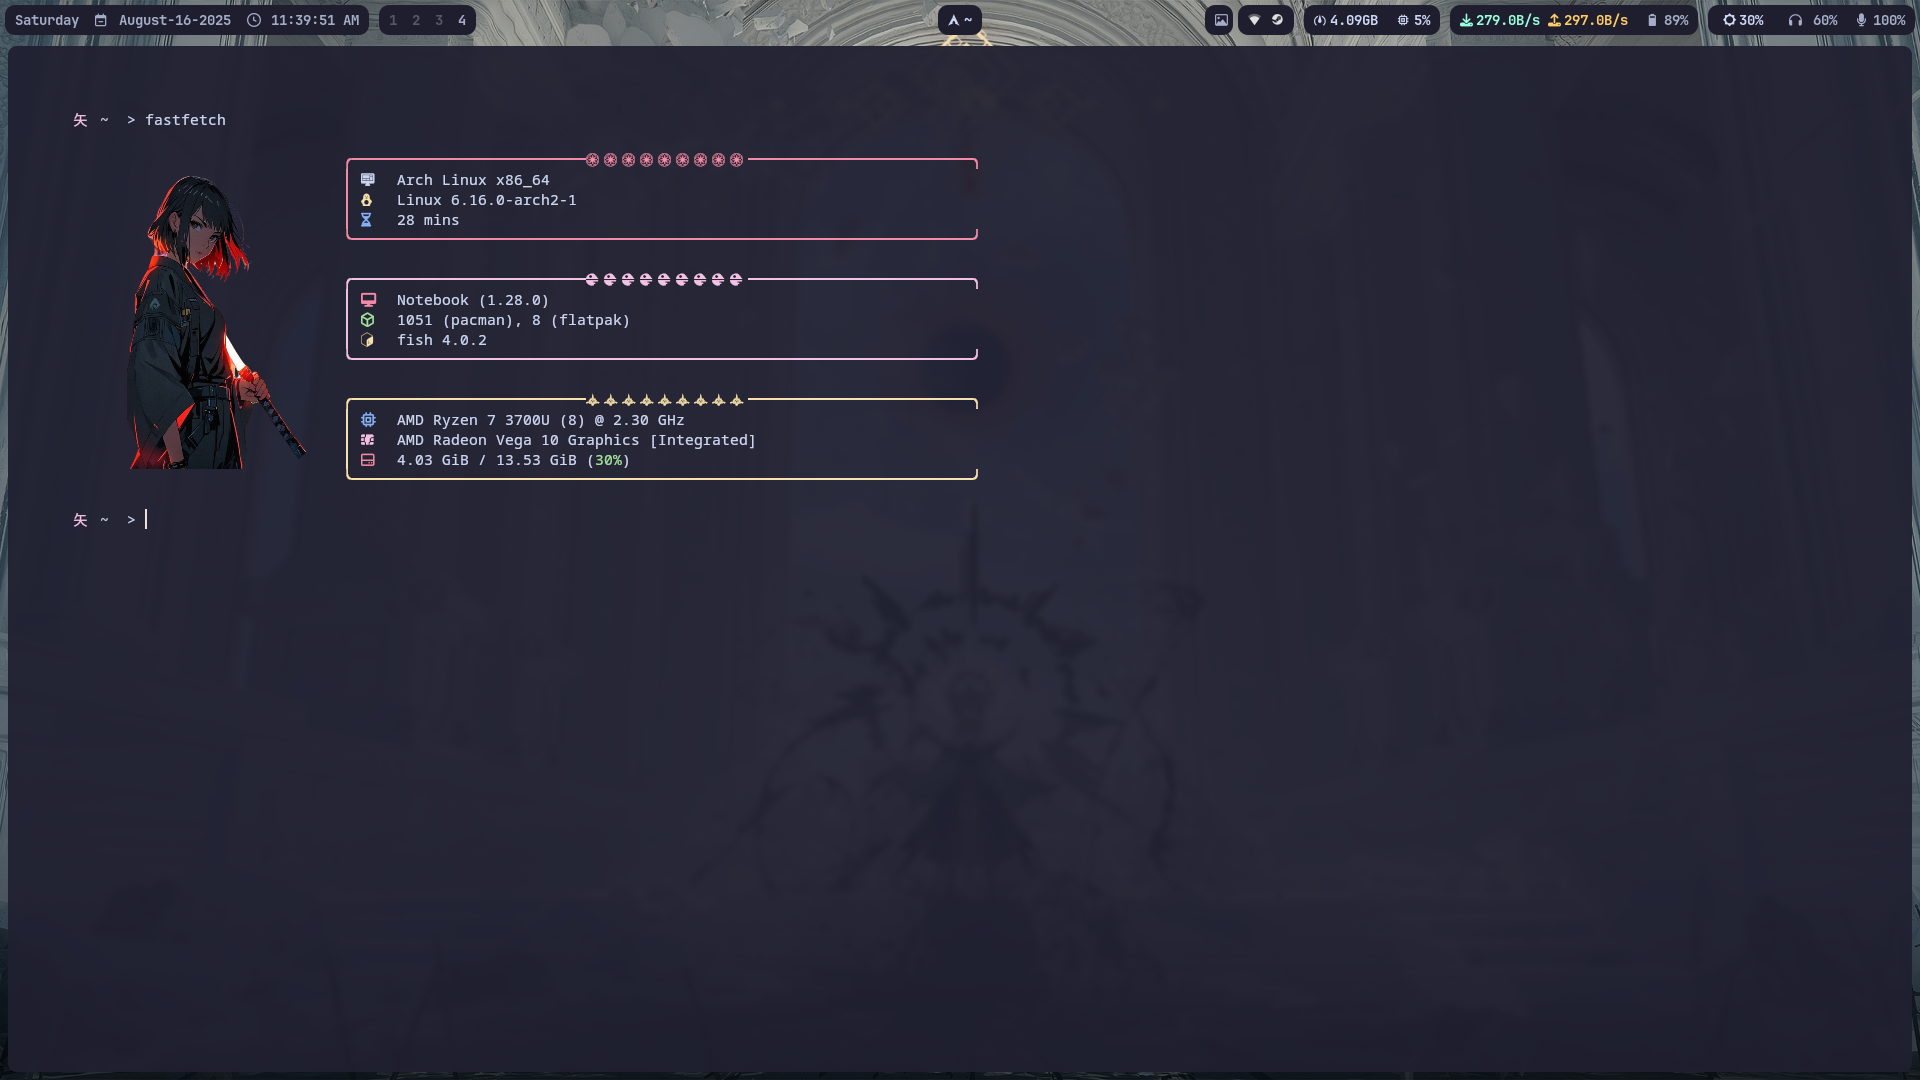 Saturday August-16-2025 11:39:51 AM 1 2 3 4 ~ 4.09GB 5% 279.0B/s 297.0B/s 89% 30% 60% 100%
矢 ~ > fastfetch
Arch Linux x86_64
Linux 6.16.0-arch2-1
28 mins
Notebook (1.28.0)
1051 (pacman), 8 (flatpak)
fish 4.0.2
AMD Ryzen 7 3700U (8) @ 2.30 GHz
AMD Radeon Vega 10 Graphics [Integrated]
4.03 GiB / 13.53 GiB (30%)
矢 ~ >